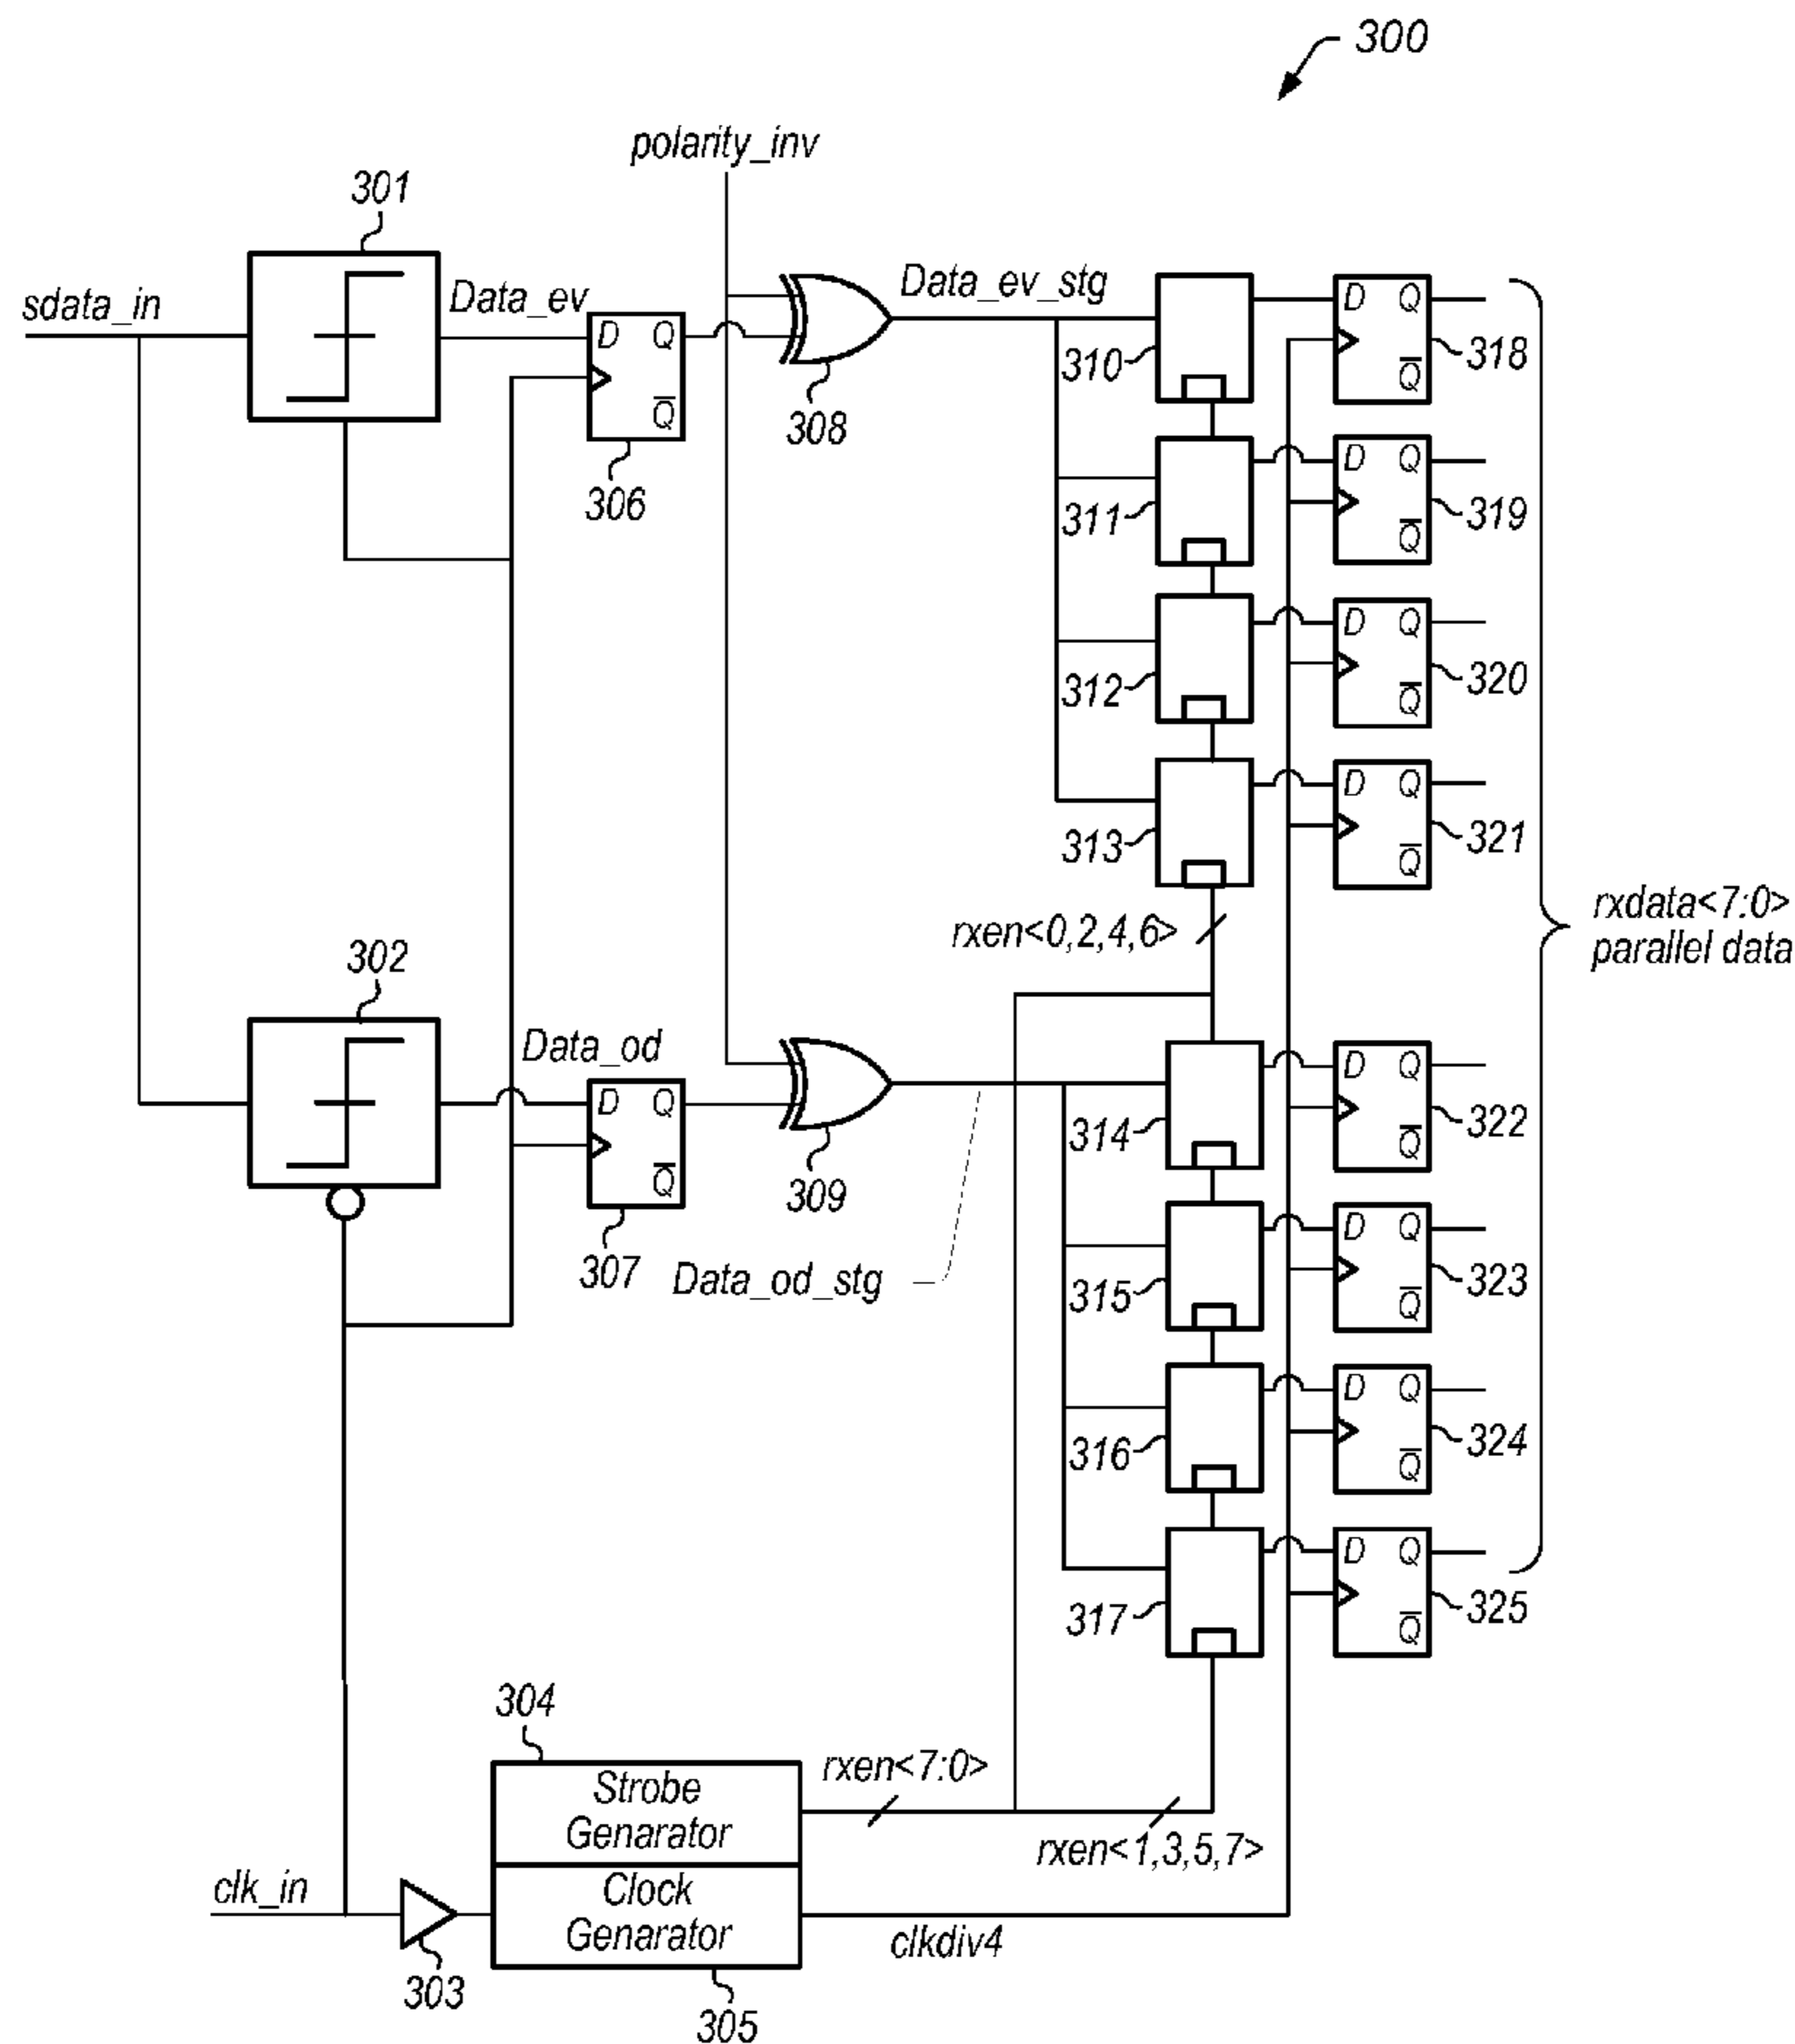 300
polarity_inv
301
sdata_in
Data_ev
D Q
Q
306
308
Data_ev_stg
310
D Q
Q
318
311
D Q
Q
319
312
D Q
Q
320
313
D Q
Q
321
rxen<0,2,4,6>
rxdata<7:0>
parallel data
302
Data_od
D Q
Q
307
309
Data_od_stg
314
D Q
Q
322
315
D Q
Q
323
316
D Q
Q
324
317
D Q
Q
325
304
Strobe
Genarator
rxen<7:0>
rxen<1,3,5,7>
clk_in
303
Clock
Genarator
clkdiv4
305